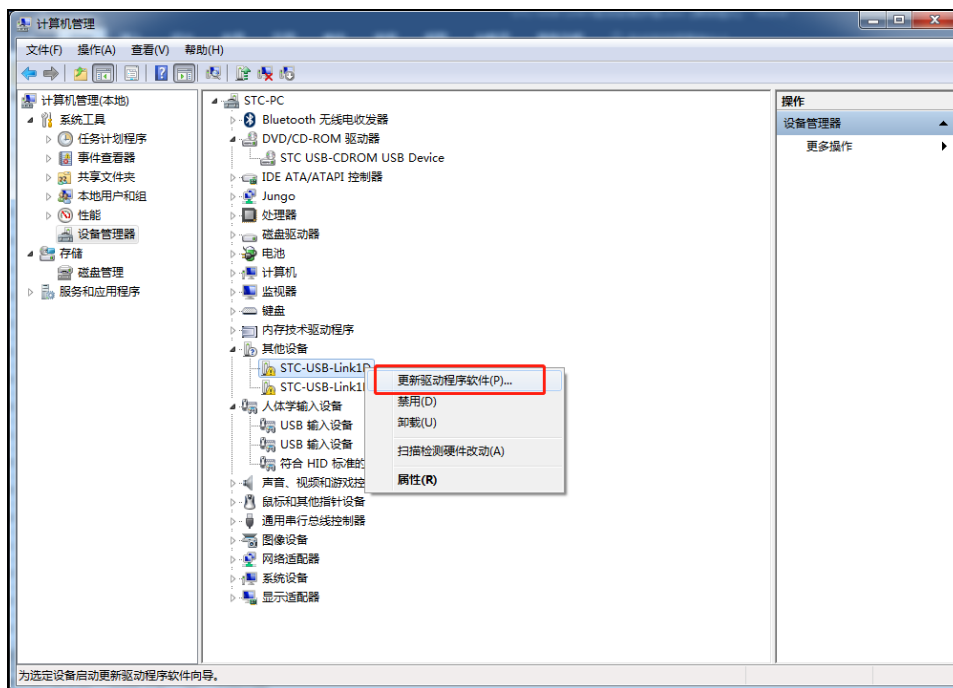 计算机管理
文件(F) 操作(A) 查看(V) 帮助(H)
计算机管理(本地)
系统工具
任务计划程序
事件查看器
共享文件夹
本地用户和组
性能
设备管理器
存储
磁盘管理
服务和应用程序
STC-PC
Bluetooth 无线电收发器
DVD/CD-ROM 驱动器
STC USB-CDROM USB Device
IDE ATA/ATAPI 控制器
Jungo
处理器
磁盘驱动器
电池
计算机
监视器
键盘
内存技术驱动程序
其他设备
STC-USB-Link1D
STC-USB-Link1
人体学输入设备
USB 输入设备
USB 输入设备
符合 HID 标准的
声音、视频和游戏控
鼠标和其他指针设备
通用串行总线控制器
图像设备
网络适配器
系统设备
显示适配器
更新驱动程序软件(P)...
禁用(D)
卸载(U)
扫描检测硬件改动(A)
属性(R)
操作
设备管理器
更多操作
为选定设备启动更新驱动程序软件向导。